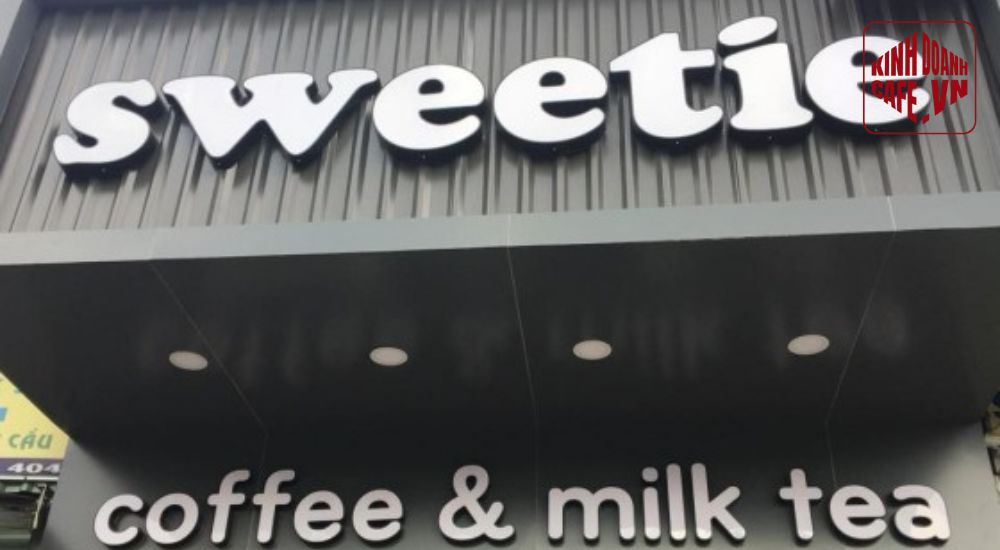 sweetie
KINH DOANH
CAFE.VN
CẦU
404
coffee & milk tea